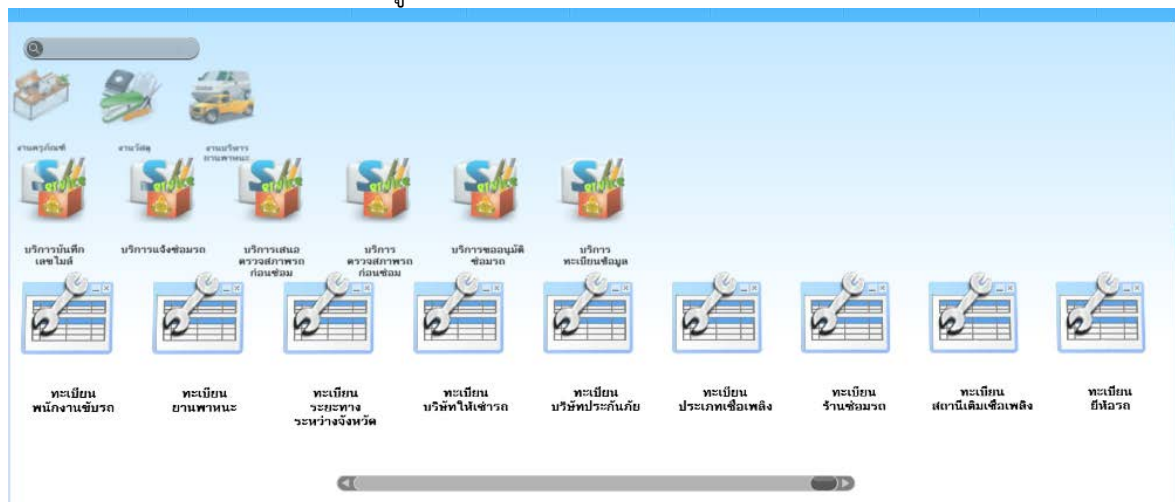 งานครุภัณฑ์ งานวัสดุ งานบริหาร
ยานพาหนะ
Service Service Service Service Service
บริการบันทึก บริการแจ้งซ่อมรถ บริการเสนอ บริการ บริการขออนุมัติ บริการ
เลขไมล์ ตรวจสภาพรถ ตรวจสภาพรถ ซ่อมรถ ทะเบียนข้อมูล
ก่อนซ่อม ก่อนซ่อม
ทะเบียน ทะเบียน ทะเบียน ทะเบียน ทะเบียน ทะเบียน ทะเบียน ทะเบียน ทะเบียน
พนักงานขับรถ ยานพาหนะ ระยะทาง บริษัทให้เช่ารถ บริษัทประกันภัย ประเภทเชื้อเพลิง ร้านซ่อมรถ สถานีเติมเชื้อเพลิง ยี่ห้อรถ
ระหว่างจังหวัด